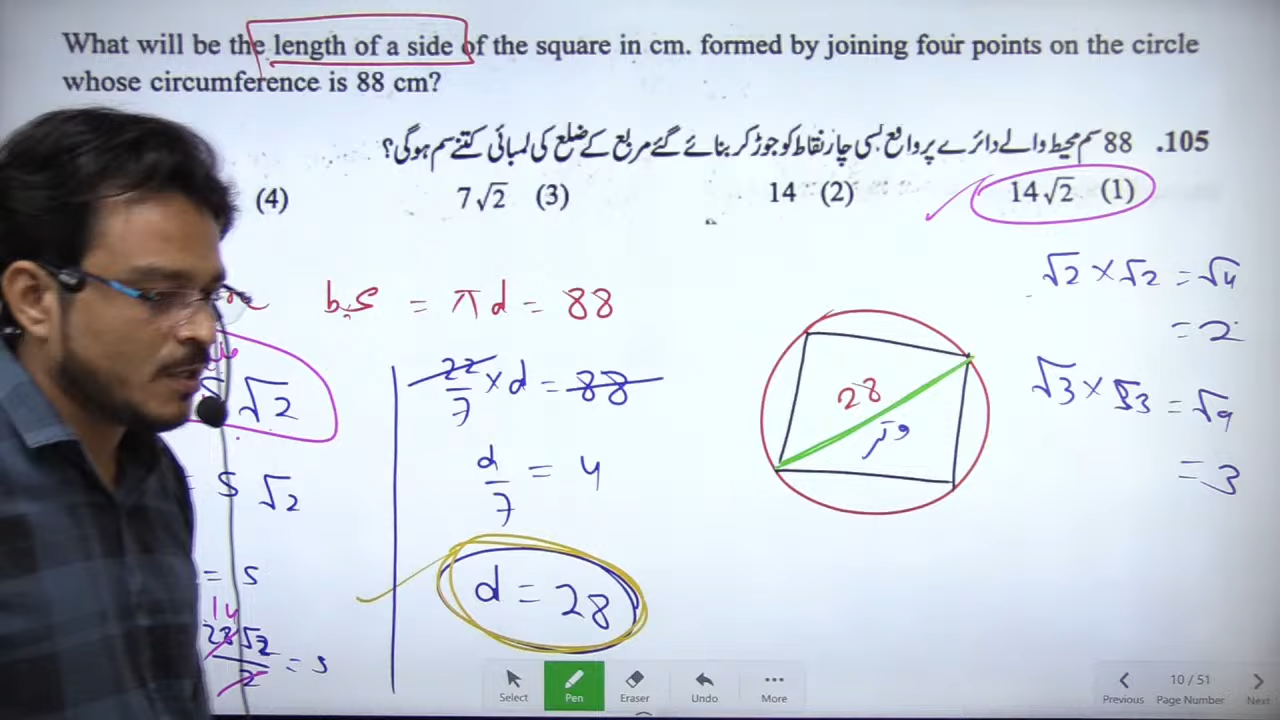 What will be the length of a side of the square in cm. formed by joining four points on the circle
whose circumference is 88 cm?
105. 88 سم محیط والے دائرے پر واقع کسی چار نقاط کو جوڑ کر بنائے گئے مربع کے ضلع کی لمبائی کتنے سم ہوگی؟
(1) 14√2 (2) 14 (3) 7√2 (4)
محیط = πd = 88
22/7 × d = 88
d/7 = 4
d = 28
√2
= S √2
= S
14
28√2/2 = S
28
وتر
√2 × √2 = √4
= 2
√3 × √3 = √9
= 3
Select Pen Eraser Undo More
Previous 10 / 51 Page Number Next